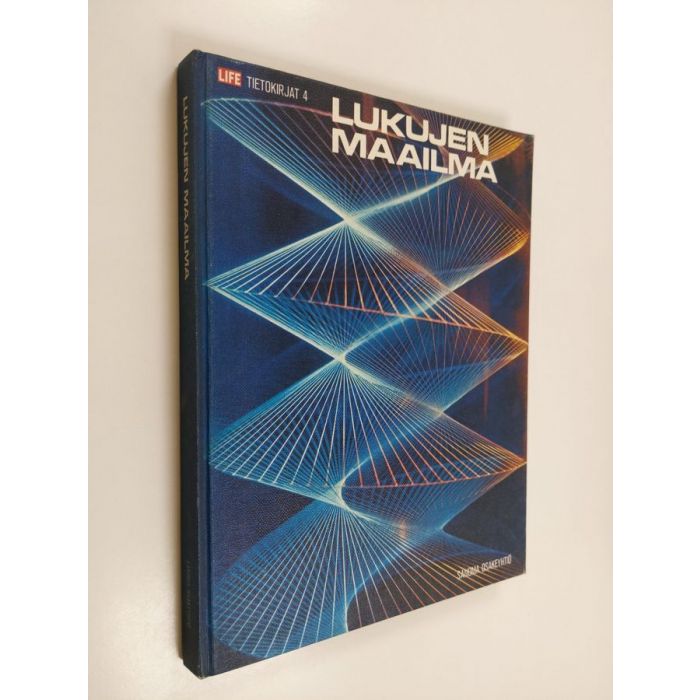 LIFE TIETOKIRJAT 4
LUKUJEN
MAAILMA
SANOMA OSAKEYHTIÖ
LUKUJEN MAAILMA